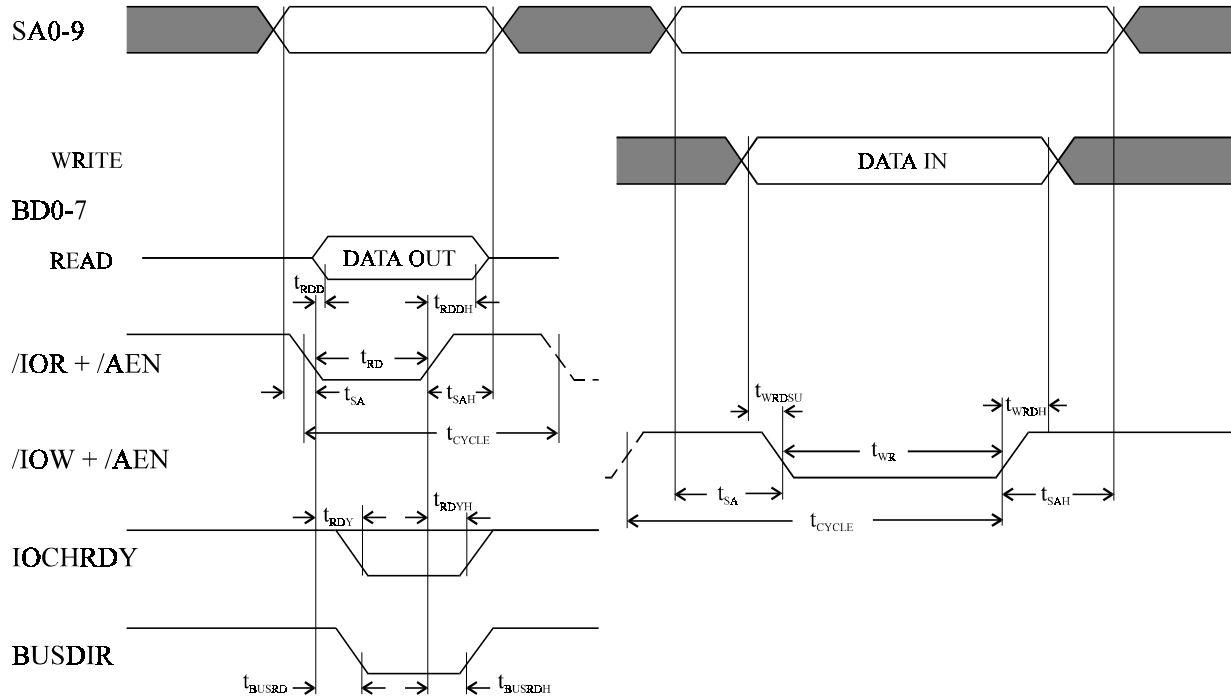 SA0-9
WRITE
DATA IN
BD0-7
READ
DATA OUT
tRDD
tRDDH
/IOR + /AEN
tRD
tSA
tSAH
tWRDSU
tWRDH
tCYCLE
/IOW + /AEN
tWR
tSA
tSAH
tRDY
tRDYH
tCYCLE
IOCHRDY
BUSDIR
tBUSRD
tBUSRDH